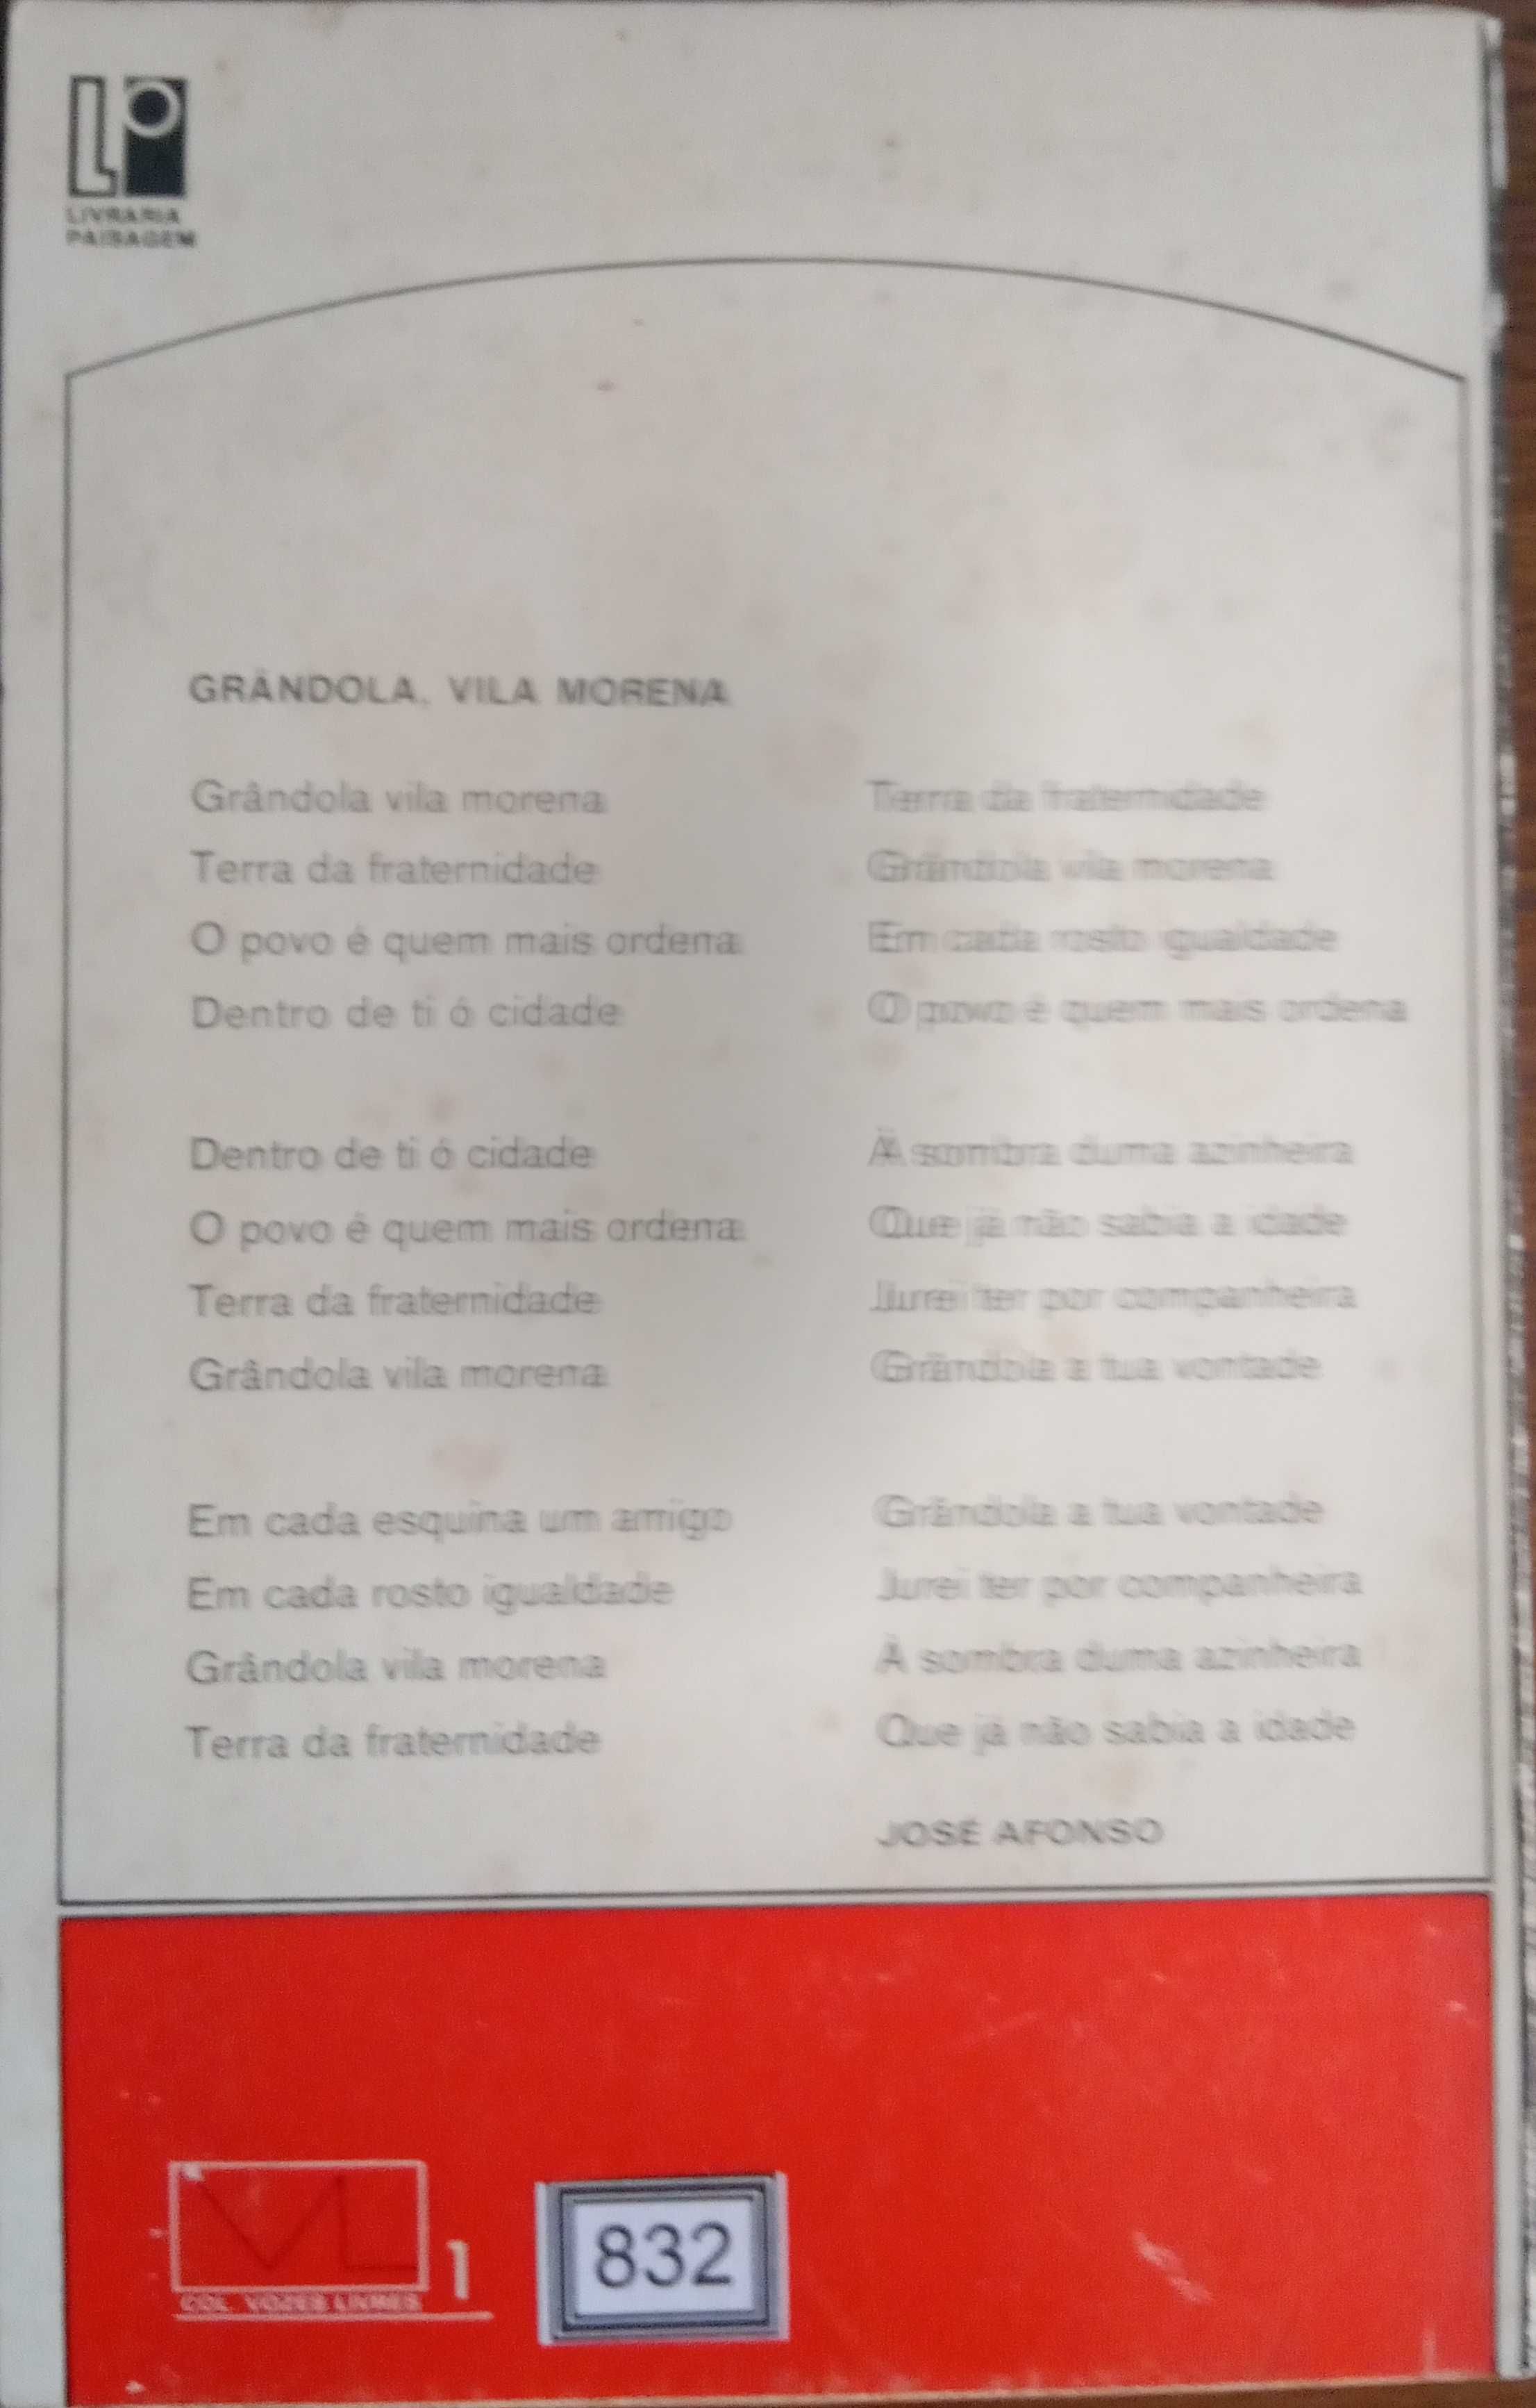 LIVRARIA
PAISAGEM
GRÂNDOLA, VILA MORENA
Grândola vila morena
Terra da fraternidade
O povo é quem mais ordena
Dentro de ti ó cidade
Dentro de ti ó cidade
O povo é quem mais ordena
Terra da fraternidade
Grândola vila morena
Em cada esquina um amigo
Em cada rosto igualdade
Grândola vila morena
Terra da fraternidade
Terra da fraternidade
Grândola vila morena
Em cada rosto igualdade
O povo é quem mais ordena
À sombra duma azinheira
Que já não sabia a idade
Jurei ter por companheira
Grândola a tua vontade
Grândola a tua vontade
Jurei ter por companheira
À sombra duma azinheira
Que já não sabia a idade
JOSÉ AFONSO
VL
COL. VOZES LIVRES 1
832